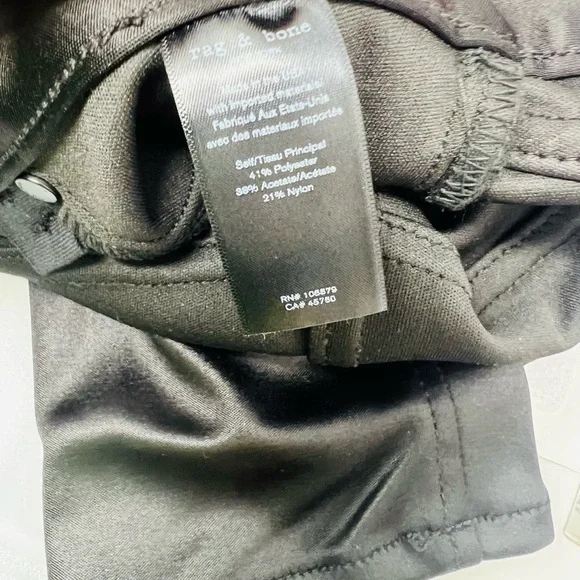 rag & bone
Made in the USA
with imported materials/
Fabriqué Aux États-Unis
avec des materiaux importés
Self/Tissu Principal
41% Polyester
38% Acetate/Acétate
21% Nylon
RN# 106879
CA# 45760